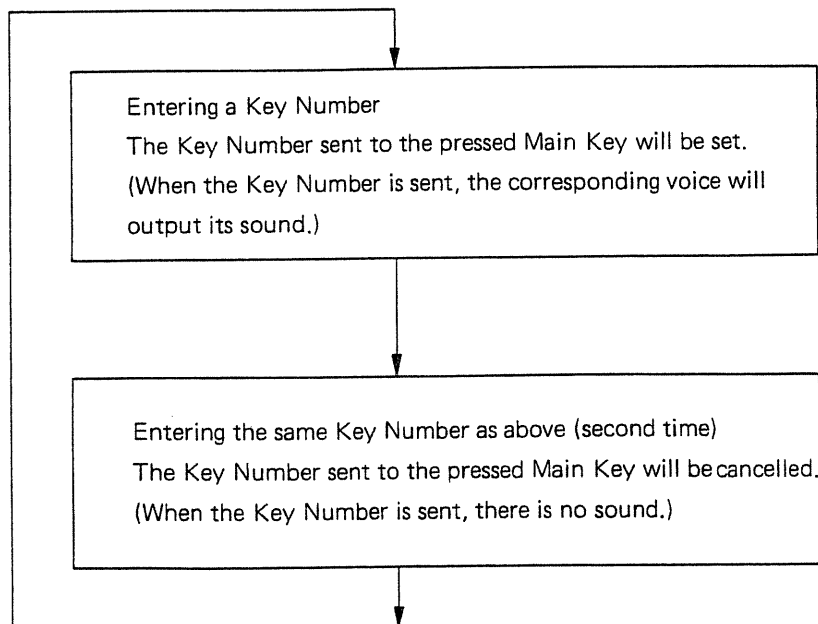 Entering a Key Number
The Key Number sent to the pressed Main Key will be set.
(When the Key Number is sent, the corresponding voice will
output its sound.)
Entering the same Key Number as above (second time)
The Key Number sent to the pressed Main Key will be cancelled.
(When the Key Number is sent, there is no sound.)